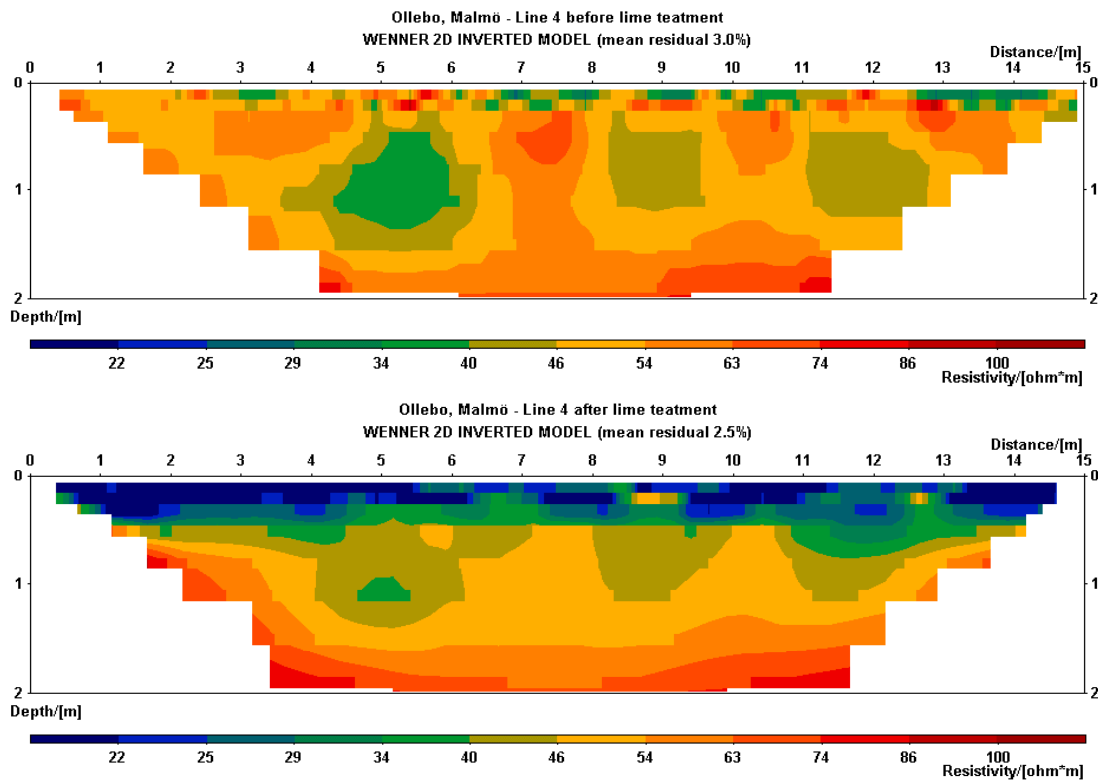 Ollebo, Malmö - Line 4 before lime teatment
WENNER 2D INVERTED MODEL (mean residual 3.0%)
Distance/[m]
0 1 2 3 4 5 6 7 8 9 10 11 12 13 14 15
0 0
1 1
2 2
Depth/[m]
22 25 29 34 40 46 54 63 74 86 100
Resistivity/[ohm*m]
Ollebo, Malmö - Line 4 after lime teatment
WENNER 2D INVERTED MODEL (mean residual 2.5%)
Distance/[m]
0 1 2 3 4 5 6 7 8 9 10 11 12 13 14 15
0 0
1 1
2 2
Depth/[m]
22 25 29 34 40 46 54 63 74 86 100
Resistivity/[ohm*m]